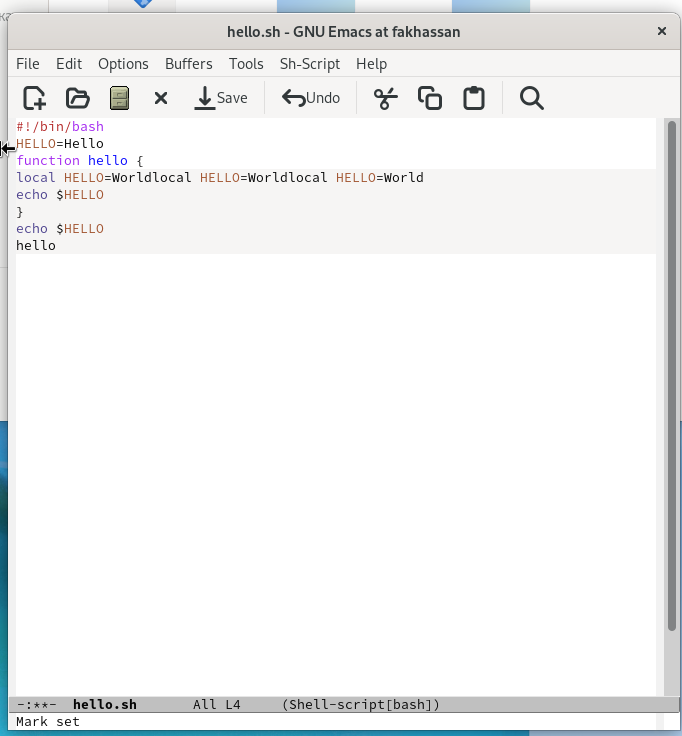 hello.sh - GNU Emacs at fakhassan
File Edit Options Buffers Tools Sh-Script Help
Save Undo
#!/bin/bash
HELLO=Hello
function hello {
local HELLO=Worldlocal HELLO=Worldlocal HELLO=World
echo $HELLO
}
echo $HELLO
hello
-:**- hello.sh All L4 (Shell-script[bash])
Mark set